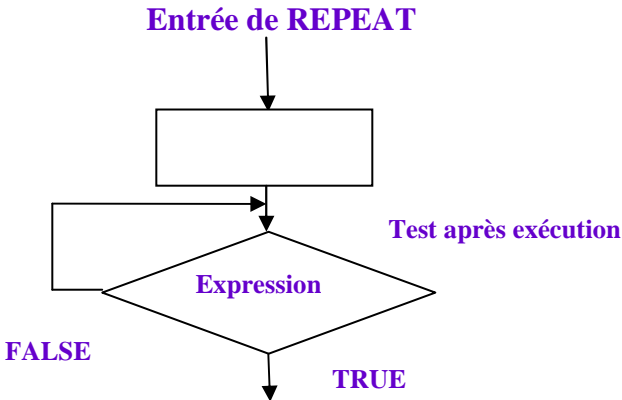 Entrée de REPEAT
Test après exécution
Expression
FALSE
TRUE